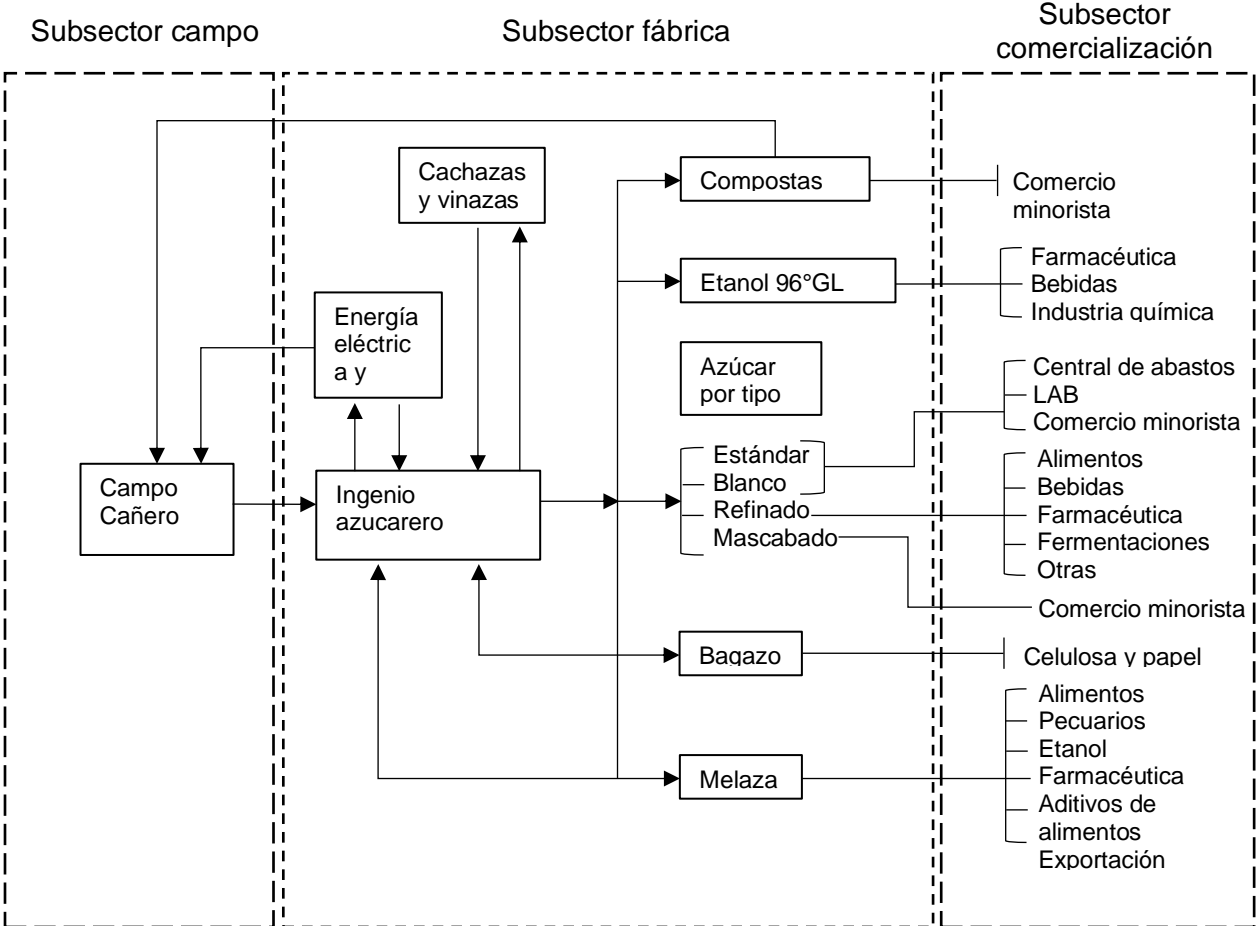 Subsector campo
Subsector fábrica
Subsector
comercialización
Cachazas
y vinazas
Compostas
Comercio
minorista
Energía
eléctric
a y
Etanol 96°GL
Farmacéutica
Bebidas
Industria química
Azúcar
por tipo
Central de abastos
LAB
Comercio minorista
Campo
Cañero
Ingenio
azucarero
Estándar
Blanco
Refinado
Mascabado
Alimentos
Bebidas
Farmacéutica
Fermentaciones
Otras
Comercio minorista
Bagazo
Celulosa y papel
Melaza
Alimentos
Pecuarios
Etanol
Farmacéutica
Aditivos de
alimentos
Exportación